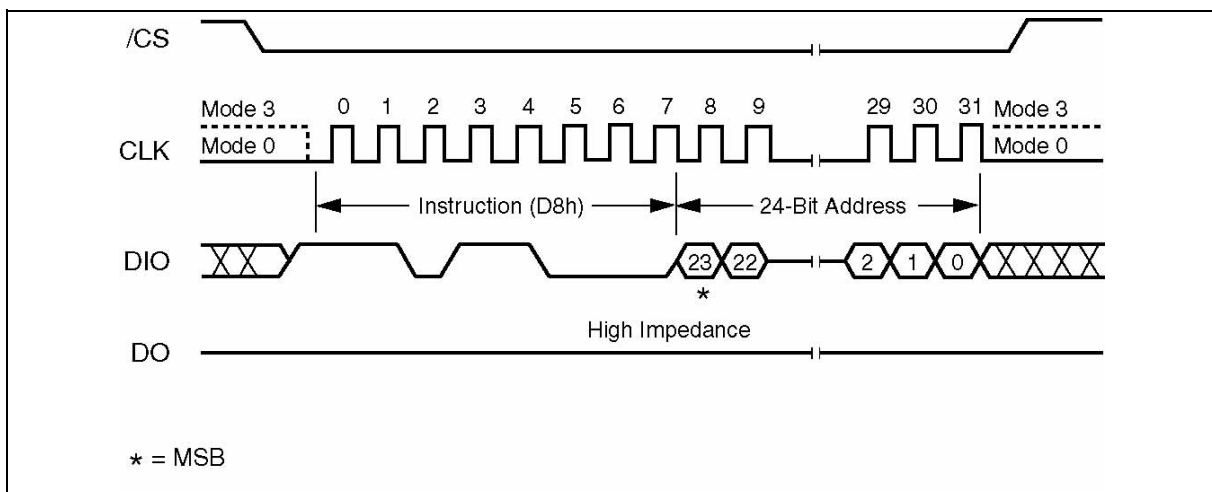 /CS
Mode 3
0 1 2 3 4 5 6 7 8 9 29 30 31
Mode 3
CLK
Mode 0
Mode 0
Instruction (D8h)
24-Bit Address
DIO
23 22 2 1 0
*
High Impedance
DO
* = MSB